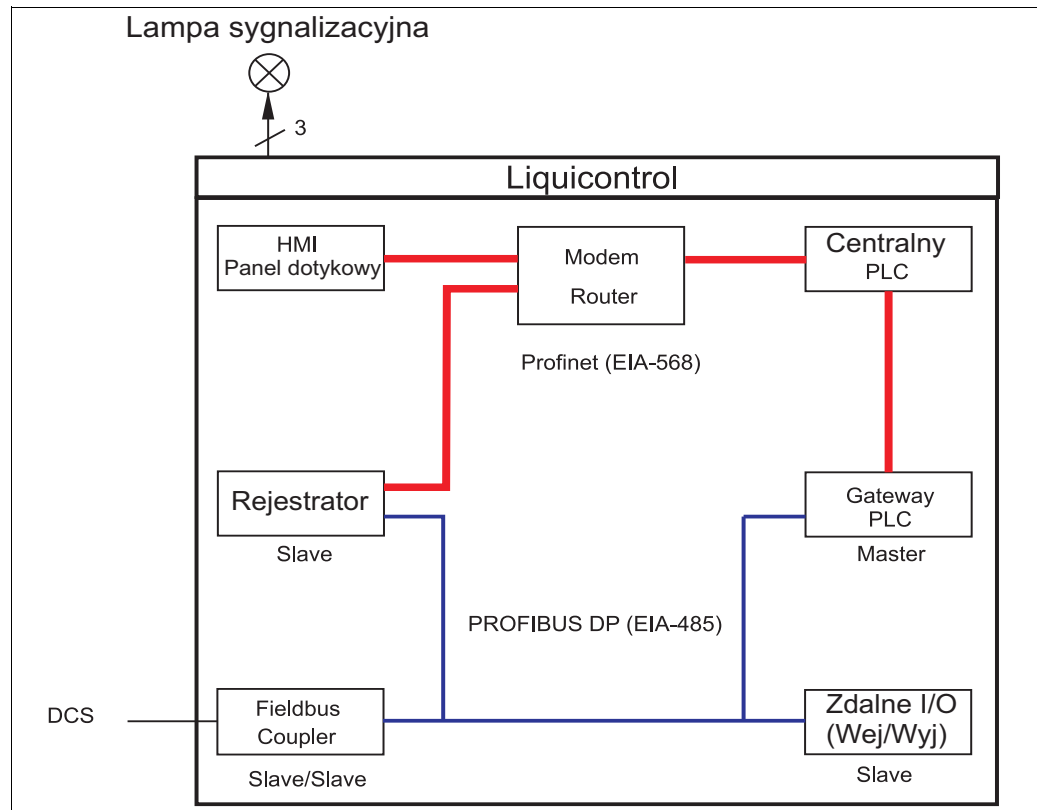 Lampa sygnalizacyjna
3
Liquicontrol
HMI
Panel dotykowy
Modem
Router
Centralny
PLC
Profinet (EIA-568)
Rejestrator
Slave
Gateway
PLC
Master
PROFIBUS DP (EIA-485)
DCS
Fieldbus
Coupler
Slave/Slave
Zdalne I/O
(Wej/Wyj)
Slave